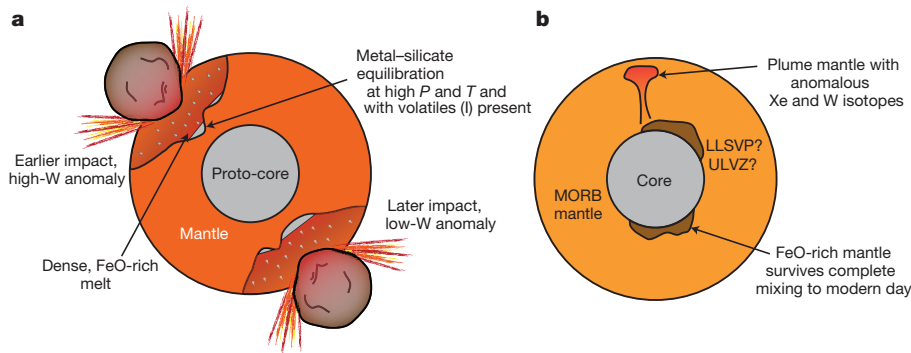 a
Metal–silicate
equilibration
at high P and T and
with volatiles (I) present
Earlier impact,
high-W anomaly
Proto-core
Mantle
Later impact,
low-W anomaly
Dense, FeO-rich
melt
b
Plume mantle with
anomalous
Xe and W isotopes
LLSVP?
ULVZ?
MORB
mantle
Core
FeO-rich mantle
survives complete
mixing to modern day